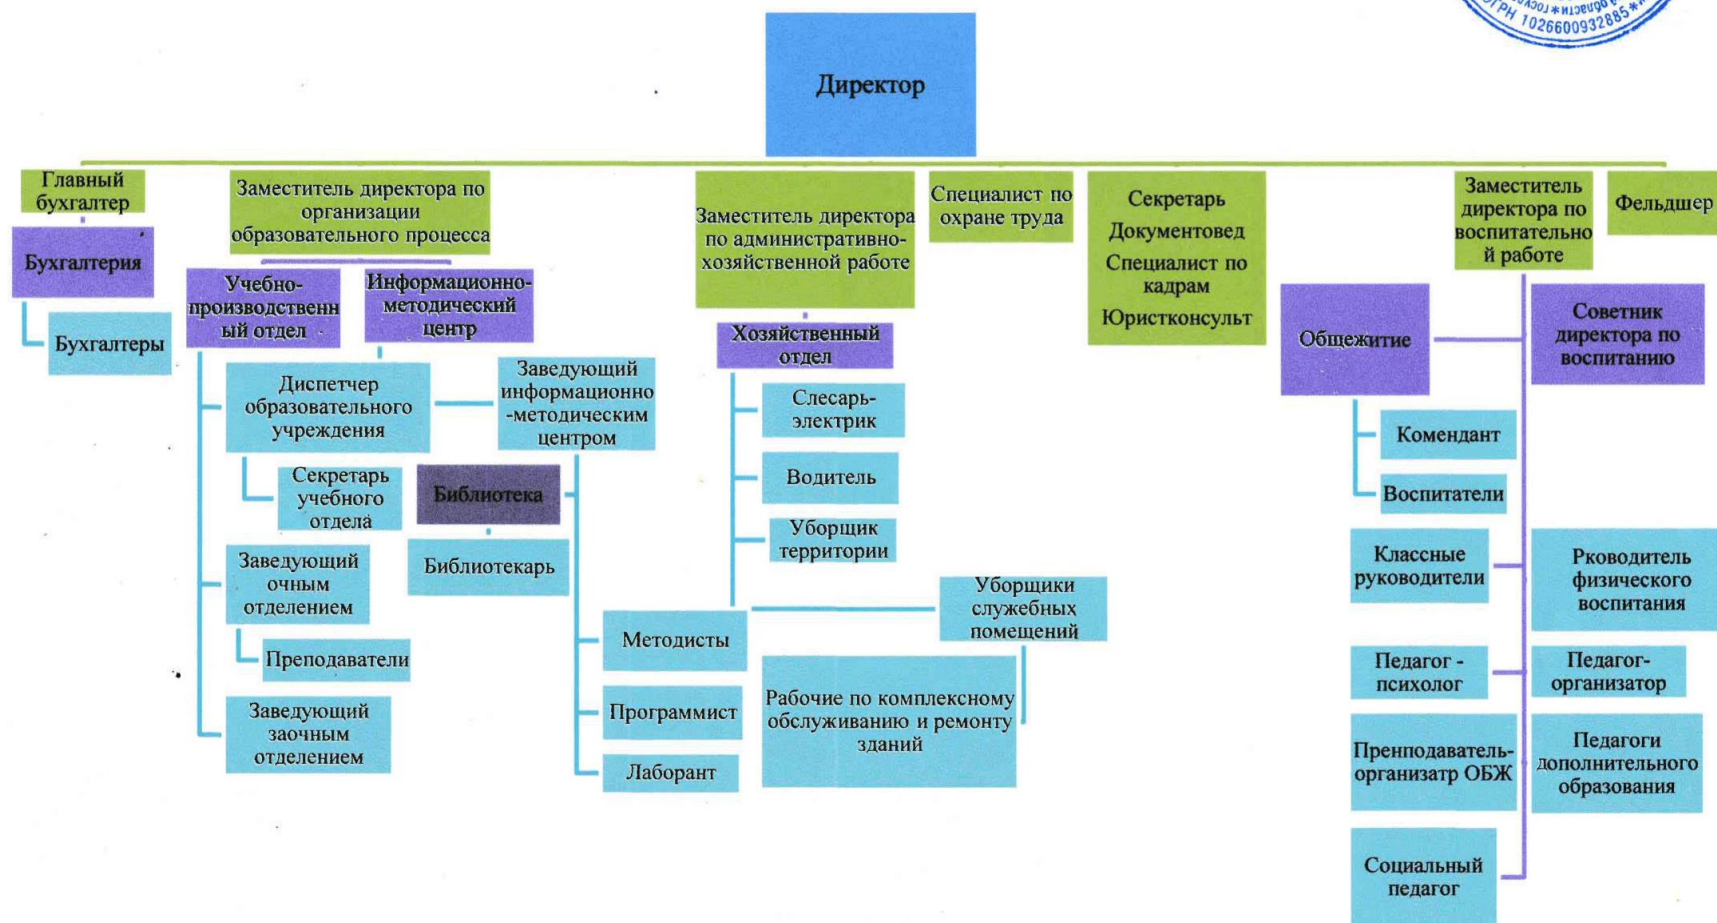 ОГРН 1026600932885*
Директор
Главный
бухгалтер
Бухгалтерия
Бухгалтеры
Заместитель директора по
организации
образовательного процесса
Учебно-
производственн
ый отдел
Информационно-
методический
центр
Диспетчер
образовательного
учреждения
Секретарь
учебного
отдела
Заведующий
очным
отделением
Преподаватели
Заведующий
заочным
отделением
Заведующий
информационно
-методическим
центром
Библиотека
Библиотекарь
Методисты
Программист
Лаборант
Заместитель директора
по административно-
хозяйственной работе
Хозяйственный
отдел
Слесарь-
электрик
Водитель
Уборщик
территории
Уборщики
служебных
помещений
Рабочие по комплексному
обслуживанию и ремонту
зданий
Специалист по
охране труда
Секретарь
Документовед
Специалист по
кадрам
Юристконсульт
Заместитель
директора по
воспитательно
й работе
Общежитие
Комендант
Воспитатели
Советник
директора по
воспитанию
Классные
руководители
Рководитель
физического
воспитания
Педагог -
психолог
Педагог-
организатор
Пренподаватель-
организатр ОБЖ
Педагоги
дополнительного
образования
Социальный
педагог
Фельдшер